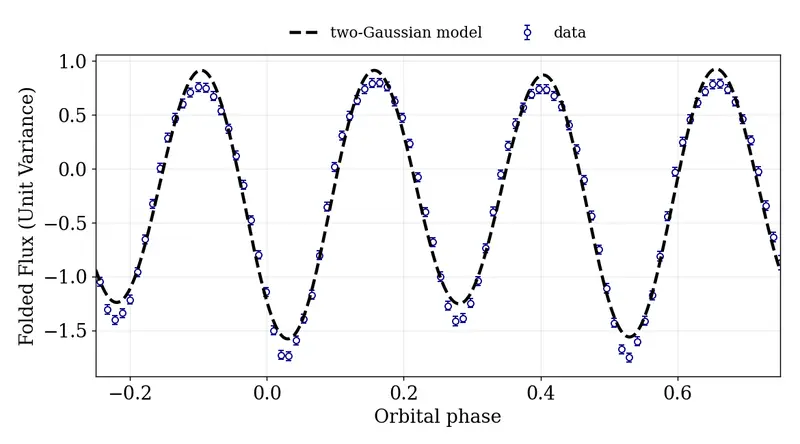 two-Gaussian model
data
Folded Flux (Unit Variance)
1.0
0.5
0.0
−0.5
−1.0
−1.5
−0.2
0.0
0.2
0.4
0.6
Orbital phase